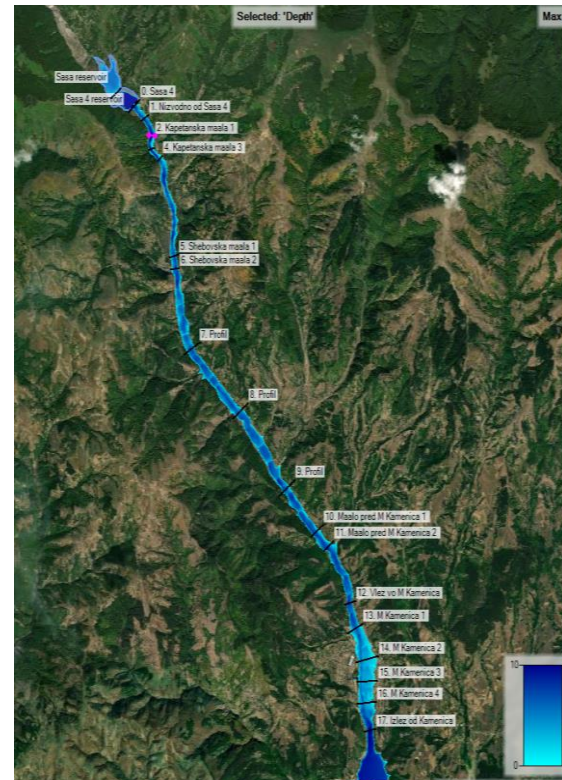 Selected: 'Depth'
Max
Sasa reservoir
0. Sasa 4
Sasa 4 reservoir
1. Nizvodno od Sasa 4
2. Kapetanska maala 1
4. Kapetanska maala 3
5. Shebovska maala 1
6. Shebovska maala 2
7. Profil
8. Profil
9. Profil
10. Maalo pred M Kamenica 1
11. Maalo pred M Kamenica 2
12. Vlez vo M Kamenica
13. M Kamenica 1
14. M Kamenica 2
15. M Kamenica 3
16. M Kamenica 4
17. Izlez od Kamenica
10
0